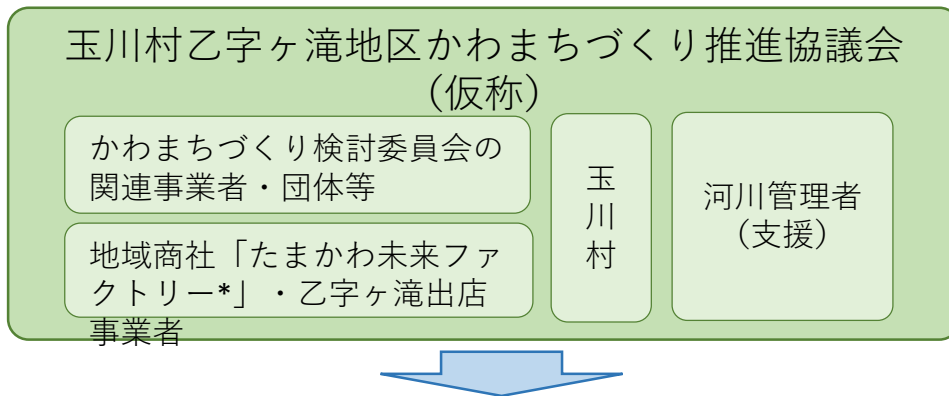 玉川村乙字ヶ滝地区かわまちづくり推進協議会
（仮称）
かわまちづくり検討委員会の
関連事業者・団体等
地域商社「たまかわ未来ファ
クトリー*」・乙字ヶ滝出店
事業者
玉
川
村
河川管理者
（支援）